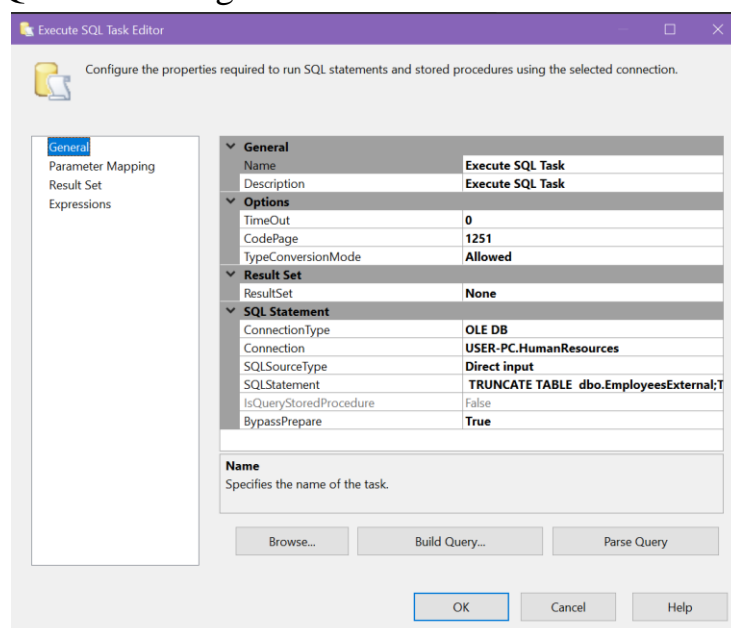 Execute SQL Task Editor
Configure the properties required to run SQL statements and stored procedures using the selected connection.
General
Parameter Mapping
Result Set
Expressions
General
Name Execute SQL Task
Description Execute SQL Task
Options
TimeOut 0
CodePage 1251
TypeConversionMode Allowed
Result Set
ResultSet None
SQL Statement
ConnectionType OLE DB
Connection USER-PC.HumanResources
SQLSourceType Direct input
SQLStatement TRUNCATE TABLE dbo.EmployeesExternal;T
IsQueryStoredProcedure False
BypassPrepare True
Name
Specifies the name of the task.
Browse... Build Query... Parse Query
OK Cancel Help